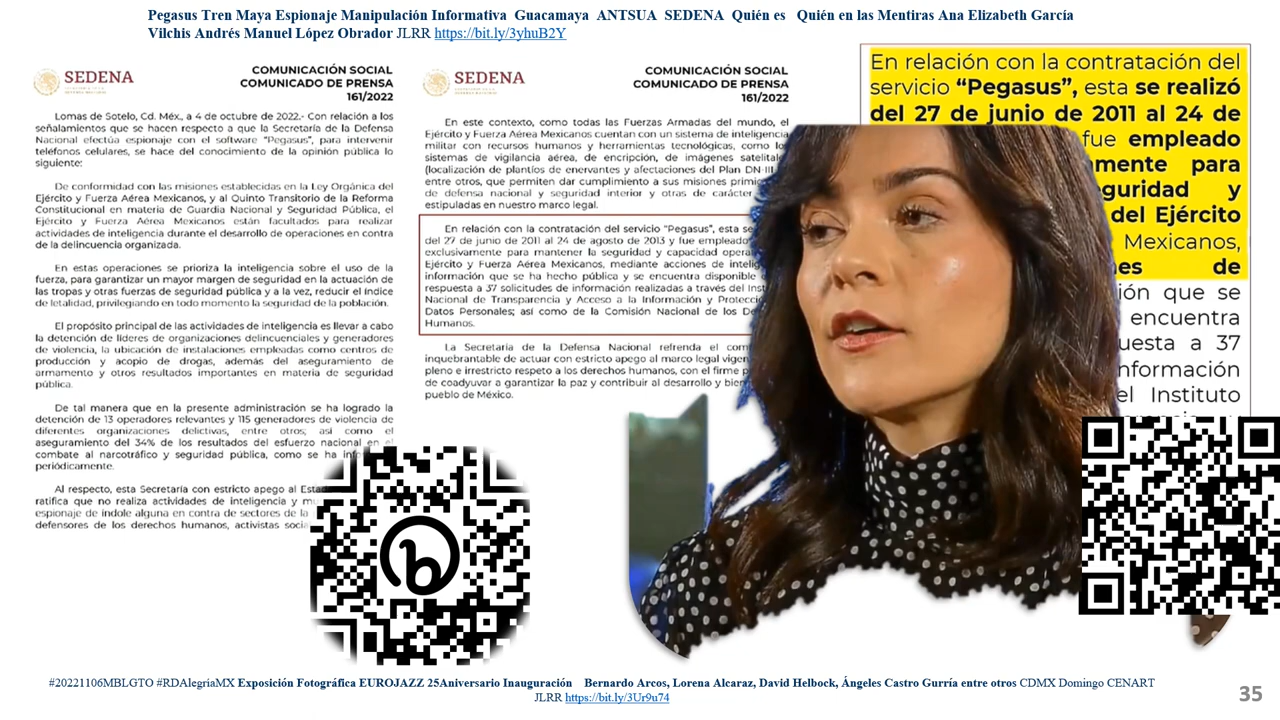 Pegasus Tren Maya Espionaje Manipulación Informativa Guacamaya ANTSUA SEDENA Quién es Quién en las Mentiras Ana Elizabeth García
Vilchis Andrés Manuel López Obrador JLRR https://bit.ly/3yhuB2Y
SEDENA
COMUNICACIÓN SOCIAL
COMUNICADO DE PRENSA
161/2022
Lomas de Sotelo, Cd. Méx., a 4 de octubre de 2022.- Con relación a los
señalamientos que se hacen respecto a que la Secretaría de la Defensa
Nacional efectúa espionaje con el software "Pegasus", para intervenir
teléfonos celulares, se hace del conocimiento de la opinión pública lo
siguiente:
De conformidad con las misiones establecidas en la Ley Orgánica del
Ejército y Fuerza Aérea Mexicanos, y al Quinto Transitorio de la Reforma
Constitucional en materia de Guardia Nacional y Seguridad Pública, el
Ejército y Fuerza Aérea Mexicanos están facultados para realizar
actividades de inteligencia durante el desarrollo de operaciones en contra
de la delincuencia organizada.
En estas operaciones se prioriza la inteligencia sobre el uso de la
fuerza, para garantizar un mayor margen de seguridad en la actuación de
las tropas y otras fuerzas de seguridad pública y a la vez, reducir el índice
de letalidad, privilegiando en todo momento la seguridad de la población.
El propósito principal de las actividades de inteligencia es llevar a cabo
la detención de líderes de organizaciones delincuenciales y generadores
de violencia, la ubicación de instalaciones empleadas como centros de
producción y acopio de drogas, además del aseguramiento de
armamento y otros resultados importantes en materia de seguridad
pública.
De tal manera que en la presente administración se ha logrado la
detención de 13 operadores relevantes y 115 generadores de violencia de
diferentes organizaciones delictivas, entre otros; así como el
aseguramiento del 34% de los resultados del esfuerzo nacional en el
combate al narcotráfico y seguridad pública, como se ha
periódicamente.
Al respecto, esta Secretaría con estricto apego al
ratifica que no realiza actividades de inteligencia y
espionaje de índole alguna en contra de sectores de la
defensores de los derechos humanos, activistas
SEDENA
COMUNICACIÓN SOCIAL
COMUNICADO DE PRENSA
161/2022
En este contexto, como todas las Fuerzas Armadas del mundo, el
Ejército y Fuerza Aérea Mexicanos cuentan con un sistema de inteligencia
militar con recursos humanos y herramientas tecnológicas, como
sistemas de vigilancia aérea, de encripción, de imágenes
(localización de plantíos de enervantes y afectaciones del Plan DN-III
entre otros, que permiten dar cumplimiento a sus misiones
de defensa nacional y seguridad interior y otras de carácter
estipuladas en nuestro marco legal.
En relación con la contratación del servicio "Pegasus", esta
del 27 de junio de 2011 al 24 de agosto de 2013 y fue empleado
exclusivamente para mantener la seguridad y capacidad
Ejército y Fuerza Aérea Mexicanos, mediante acciones de
información que se ha hecho pública y se encuentra disponible
respuesta a 37 solicitudes de información realizadas a través del
Nacional de Transparencia y Acceso a la Información y
Datos Personales; así como de la Comisión Nacional de los
Humanos.
La Secretaría de la Defensa Nacional refrenda el
inquebrantable de actuar con estricto apego al marco legal
pleno e irrestricto respeto a los derechos humanos, con el firme
de coadyuvar a garantizar la paz y contribuir al desarrollo y
pueblo de México.
En relación con la contratación del
servicio "Pegasus", esta se realizó
del 27 de junio de 2011 al 24 de
fue empleado
para
y
del Ejército
Mexicanos,
de
que se
encuentra
a 37
el Instituto
#20221106MBLGTO #RDAlegriaMX Exposición Fotográfica EUROJAZZ 25Aniversario Inauguración Bernardo Arcos, Lorena Alcaraz, David Helbock, Ángeles Castro Gurría entre otros CDMX Domingo CENART
JLRR https://bit.ly/3Ur9u74
35